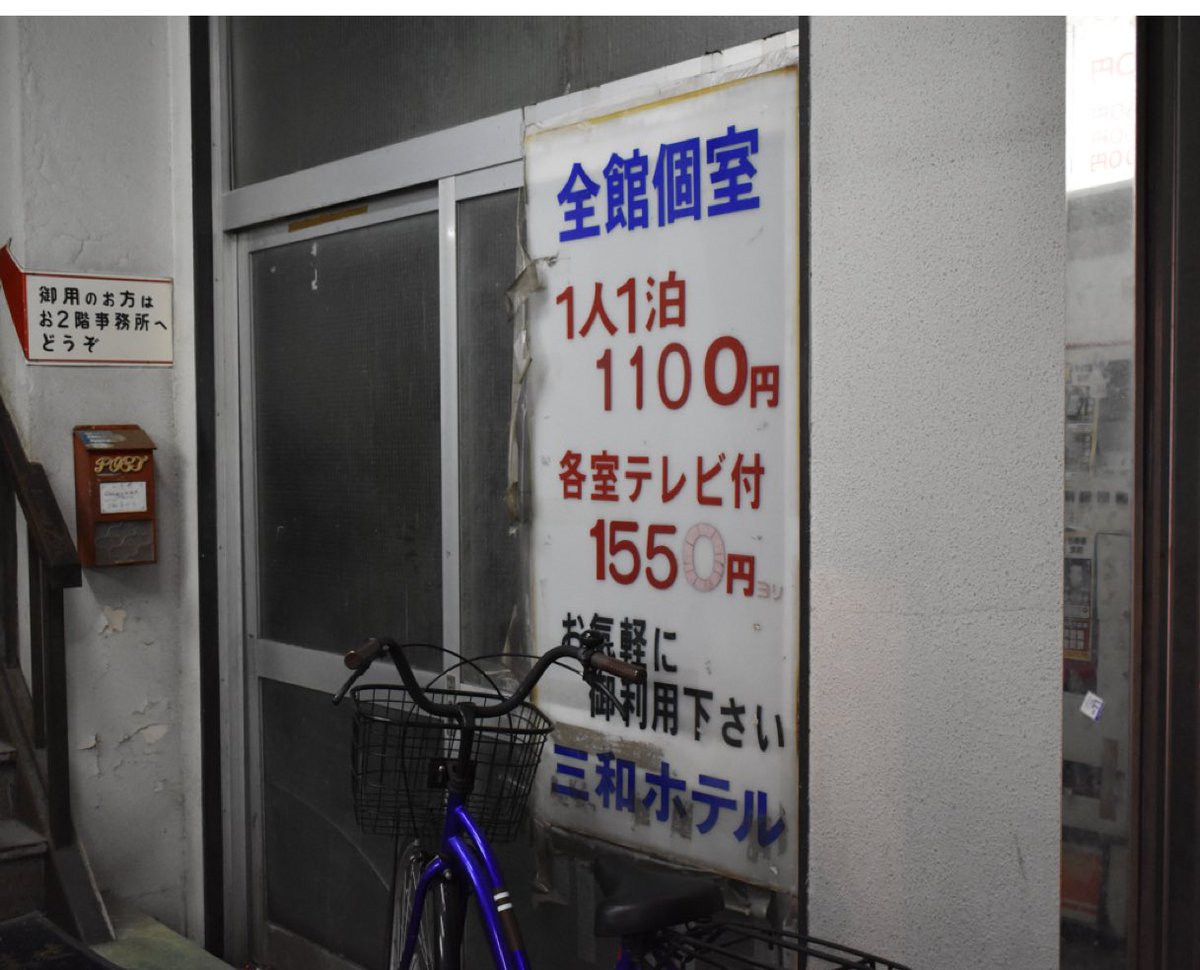 御用のお方は
お2階事務所へ
どうぞ
POST
全館個室
1人1泊
1100円
各室テレビ付
1550円ヨリ
お気軽に
御利用下さい
三和ホテル